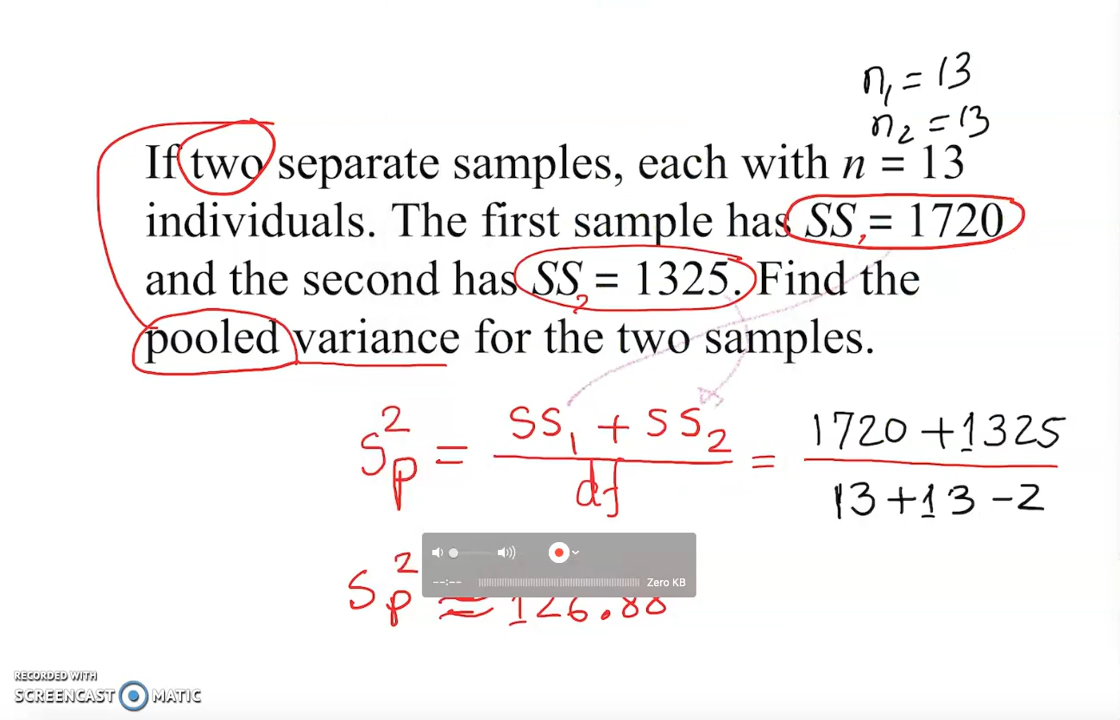 n₁ = 13
n₂ = 13
If two separate samples, each with n = 13
individuals. The first sample has SS₁ = 1720
and the second has SS₂ = 1325. Find the
pooled variance for the two samples.
Sp² = (SS₁ + SS₂)/df = (1720 + 1325)/(13 + 13 - 2)
--:-- Zero KB
Sp² ≈ 126.88
RECORDED WITH
SCREENCAST MATIC